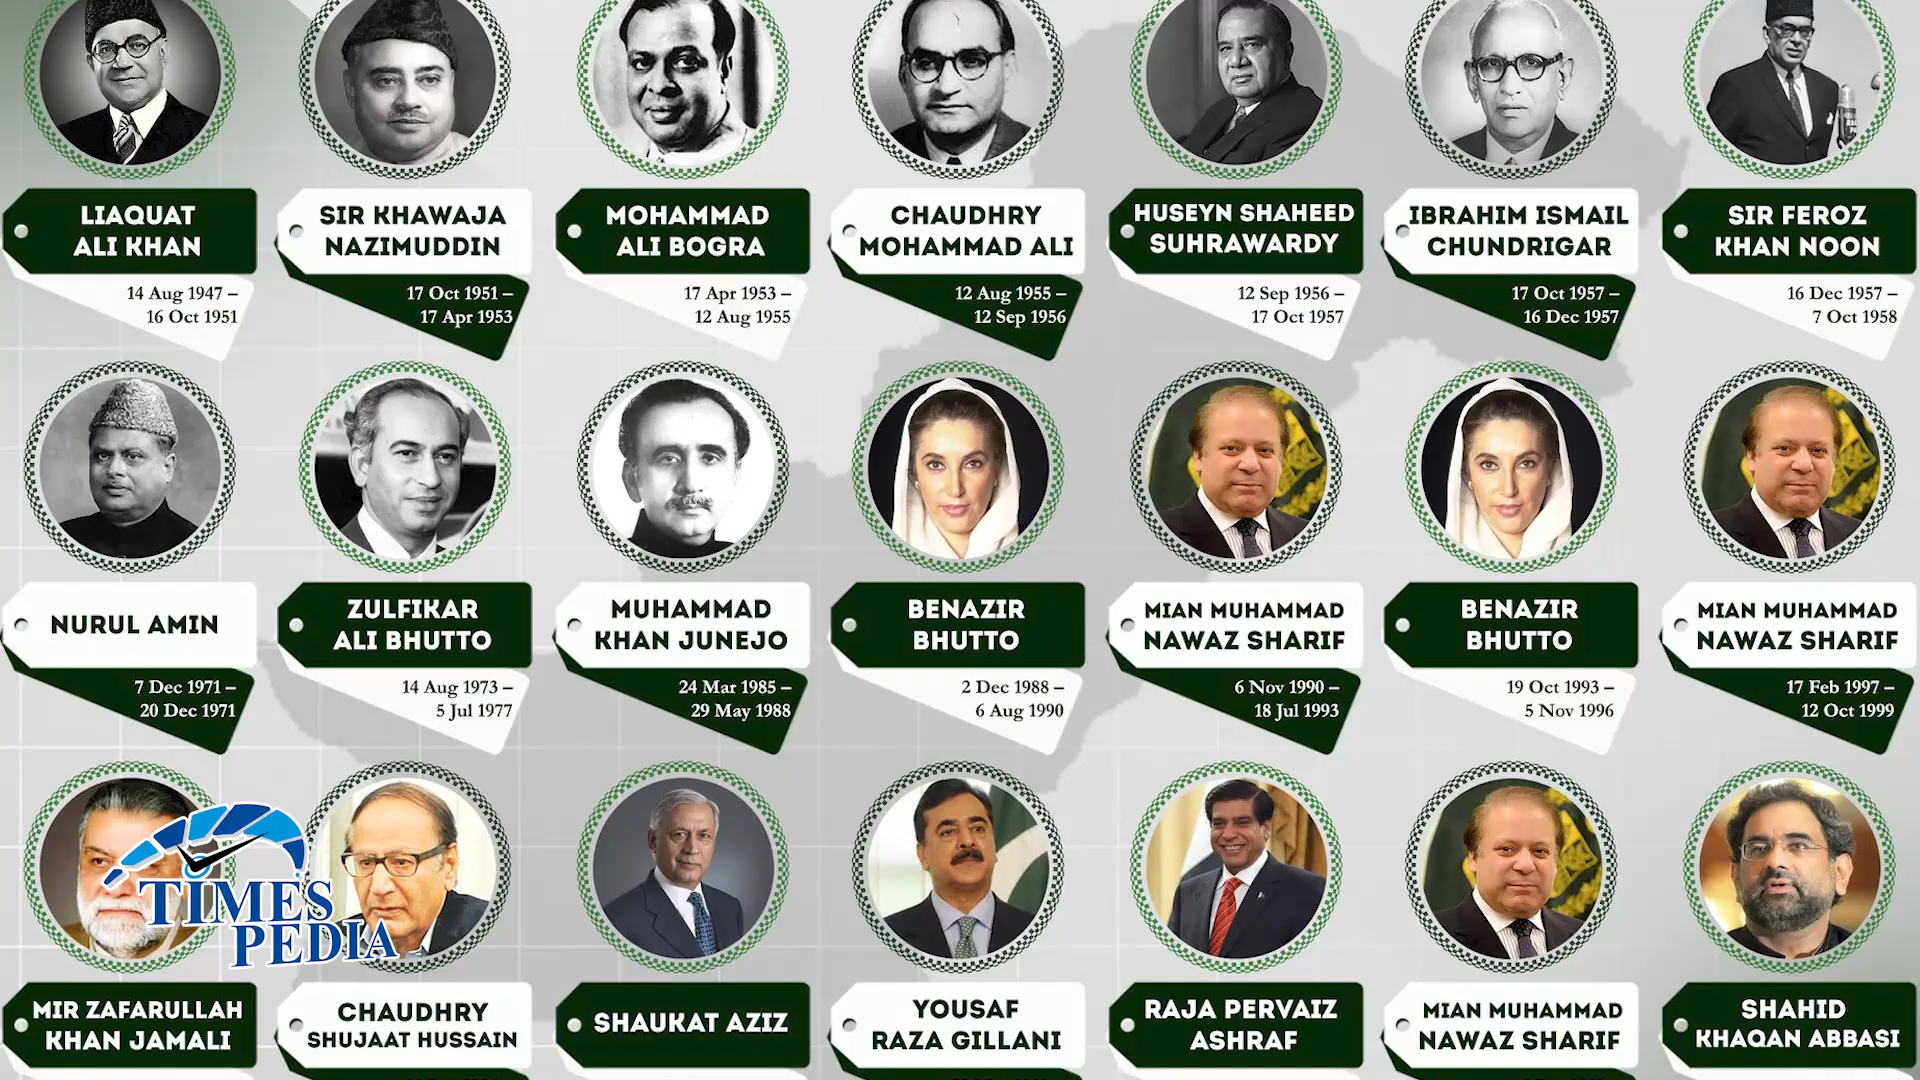 LIAQUAT
ALI KHAN
14 Aug 1947 –
16 Oct 1951
SIR KHAWAJA
NAZIMUDDIN
17 Oct 1951 –
17 Apr 1953
MOHAMMAD
ALI BOGRA
17 Apr 1953 –
12 Aug 1955
CHAUDHRY
MOHAMMAD ALI
12 Aug 1955 –
12 Sep 1956
HUSEYN SHAHEED
SUHRAWARDY
12 Sep 1956 –
17 Oct 1957
IBRAHIM ISMAIL
CHUNDRIGAR
17 Oct 1957 –
16 Dec 1957
SIR FEROZ
KHAN NOON
16 Dec 1957 –
7 Oct 1958
NURUL AMIN
7 Dec 1971 –
20 Dec 1971
ZULFIKAR
ALI BHUTTO
14 Aug 1973 –
5 Jul 1977
MUHAMMAD
KHAN JUNEJO
24 Mar 1985 –
29 May 1988
BENAZIR
BHUTTO
2 Dec 1988 –
6 Aug 1990
MIAN MUHAMMAD
NAWAZ SHARIF
6 Nov 1990 –
18 Jul 1993
BENAZIR
BHUTTO
19 Oct 1993 –
5 Nov 1996
MIAN MUHAMMAD
NAWAZ SHARIF
17 Feb 1997 –
12 Oct 1999
TIMES
PEDIA
MIR ZAFARULLAH
KHAN JAMALI
CHAUDHRY
SHUJAAT HUSSAIN
SHAUKAT AZIZ
YOUSAF
RAZA GILLANI
RAJA PERVAIZ
ASHRAF
MIAN MUHAMMAD
NAWAZ SHARIF
SHAHID
KHAQAN ABBASI